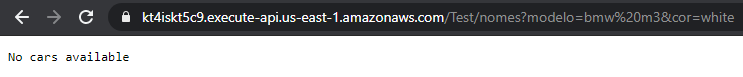 kt4iskt5c9.execute-api.us-east-1.amazonaws.com/Test/nomes?modelo=bmw%20m3&cor=white
No cars available